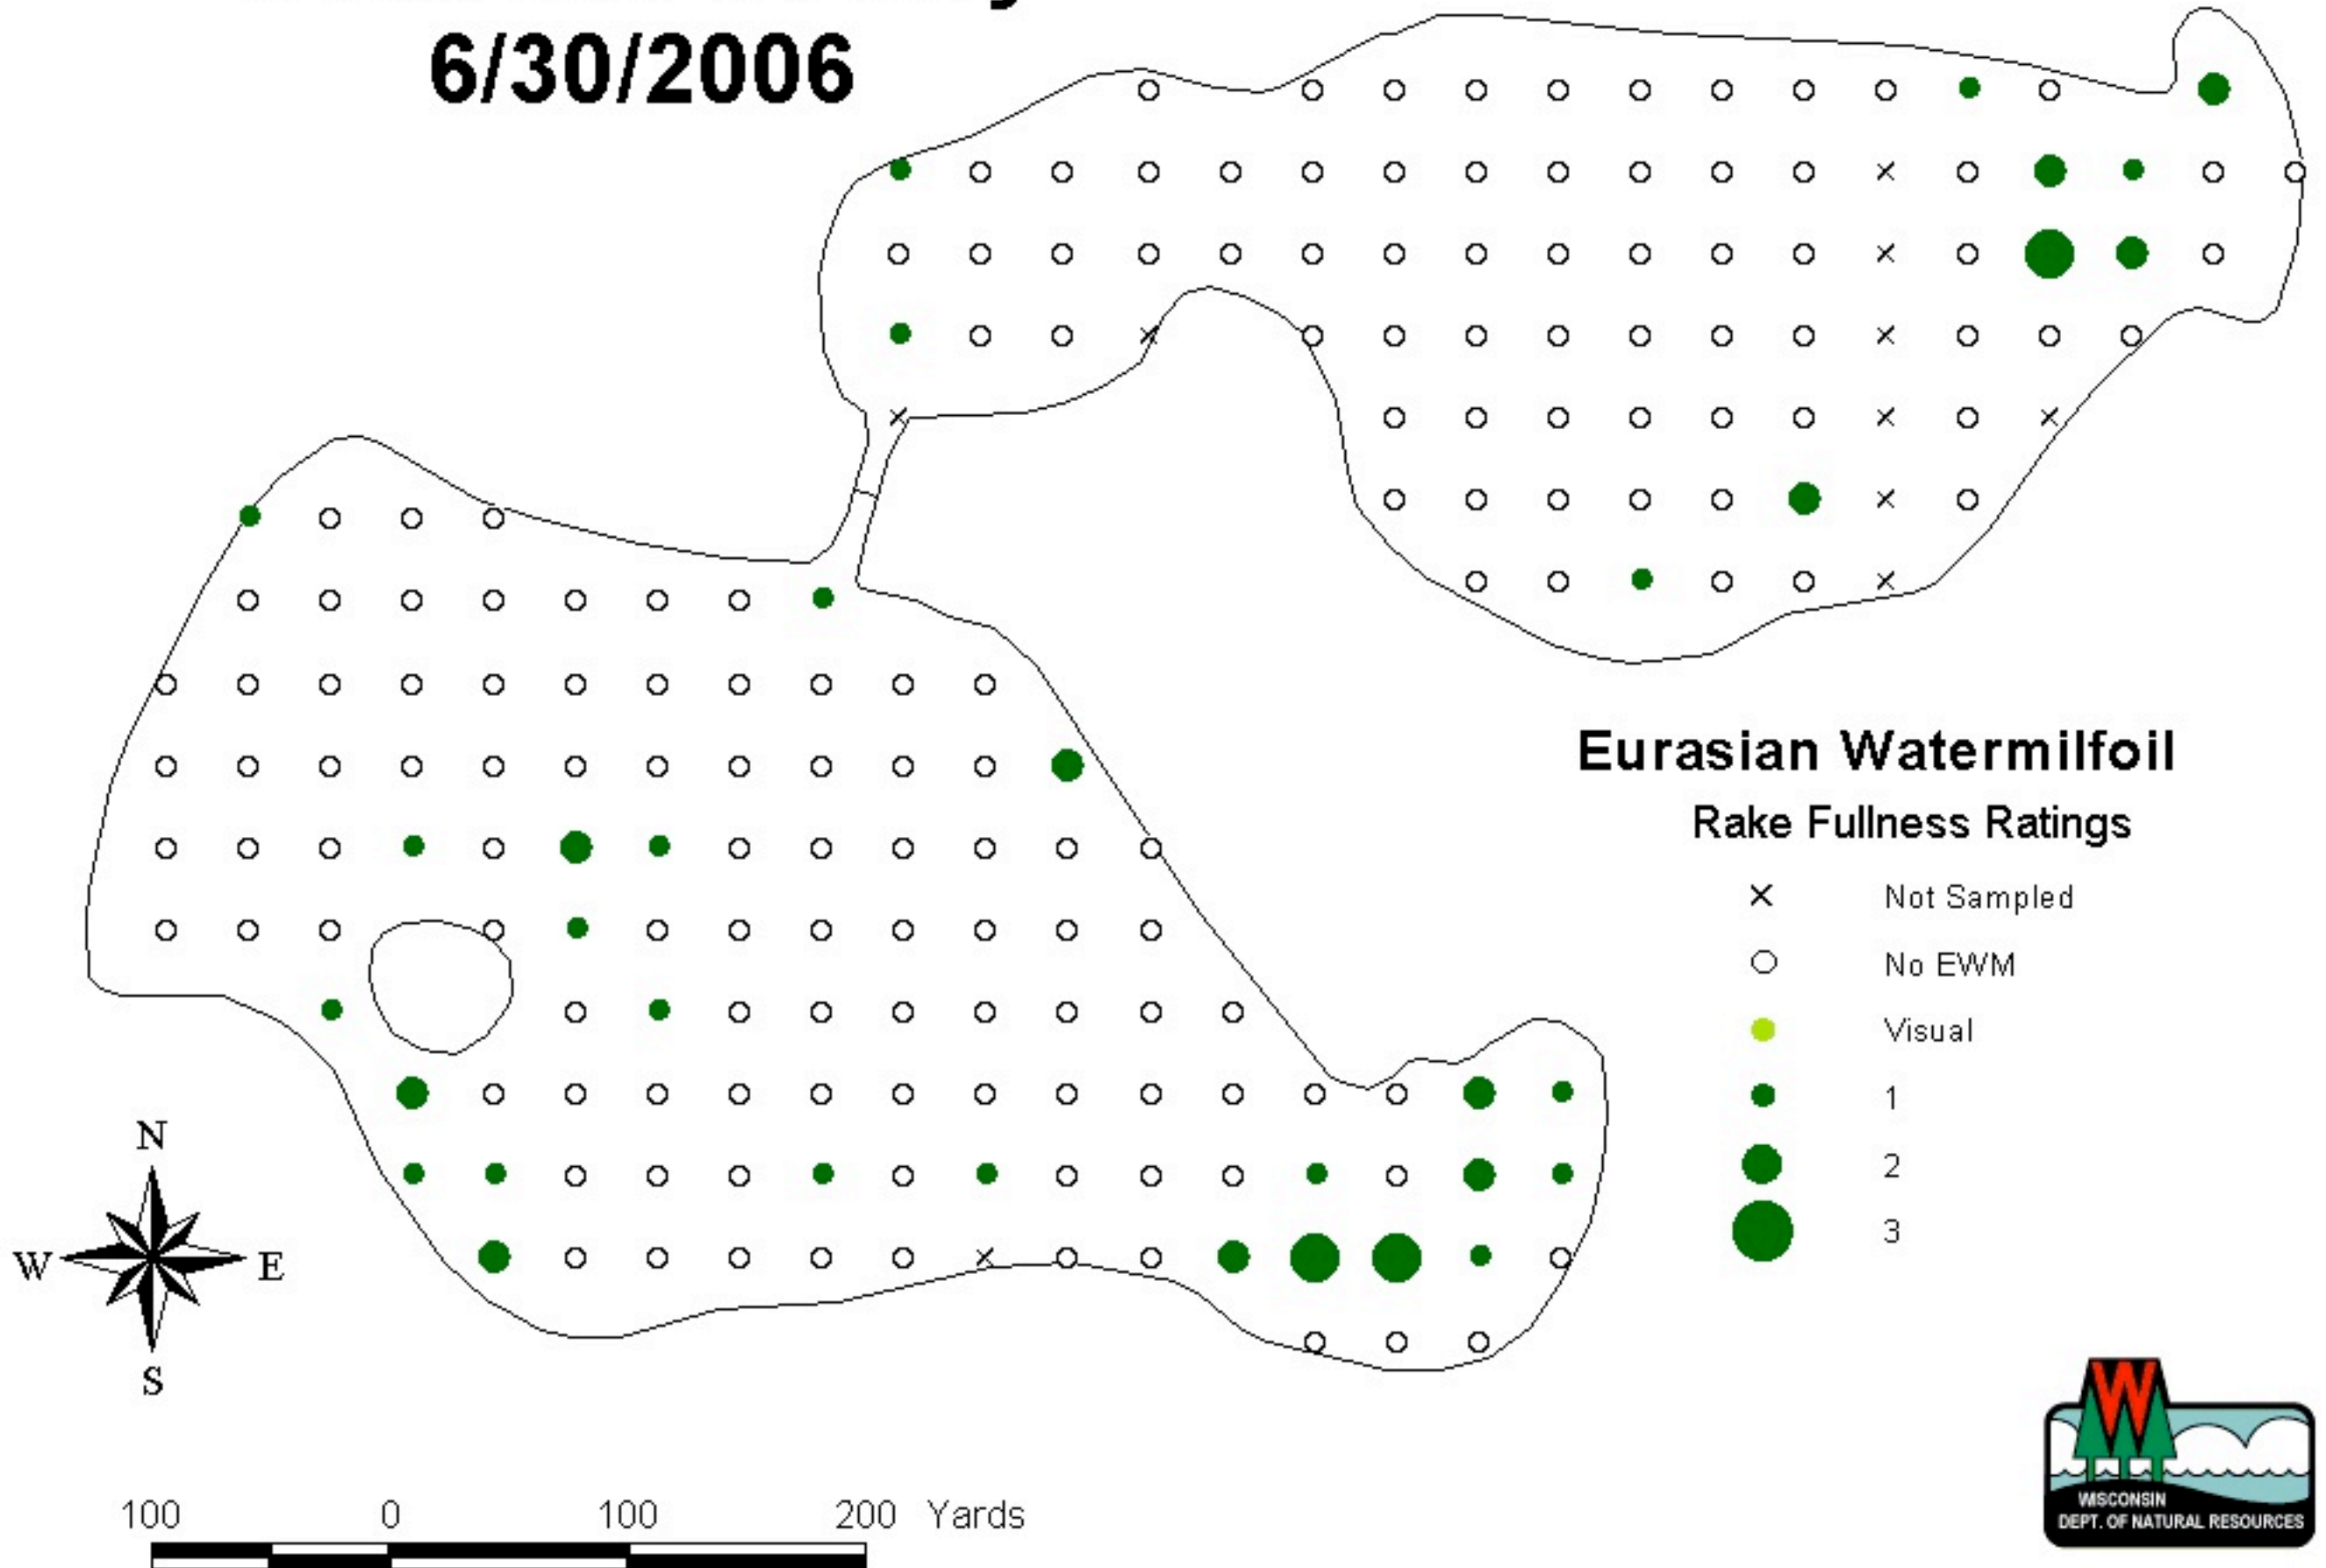 6/30/2006
Eurasian Watermilfoil
Rake Fullness Ratings
Not Sampled
No EWM
Visual
1
2
3
N
W E
S
100 0 100 200 Yards
W
WISCONSIN
DEPT. OF NATURAL RESOURCES